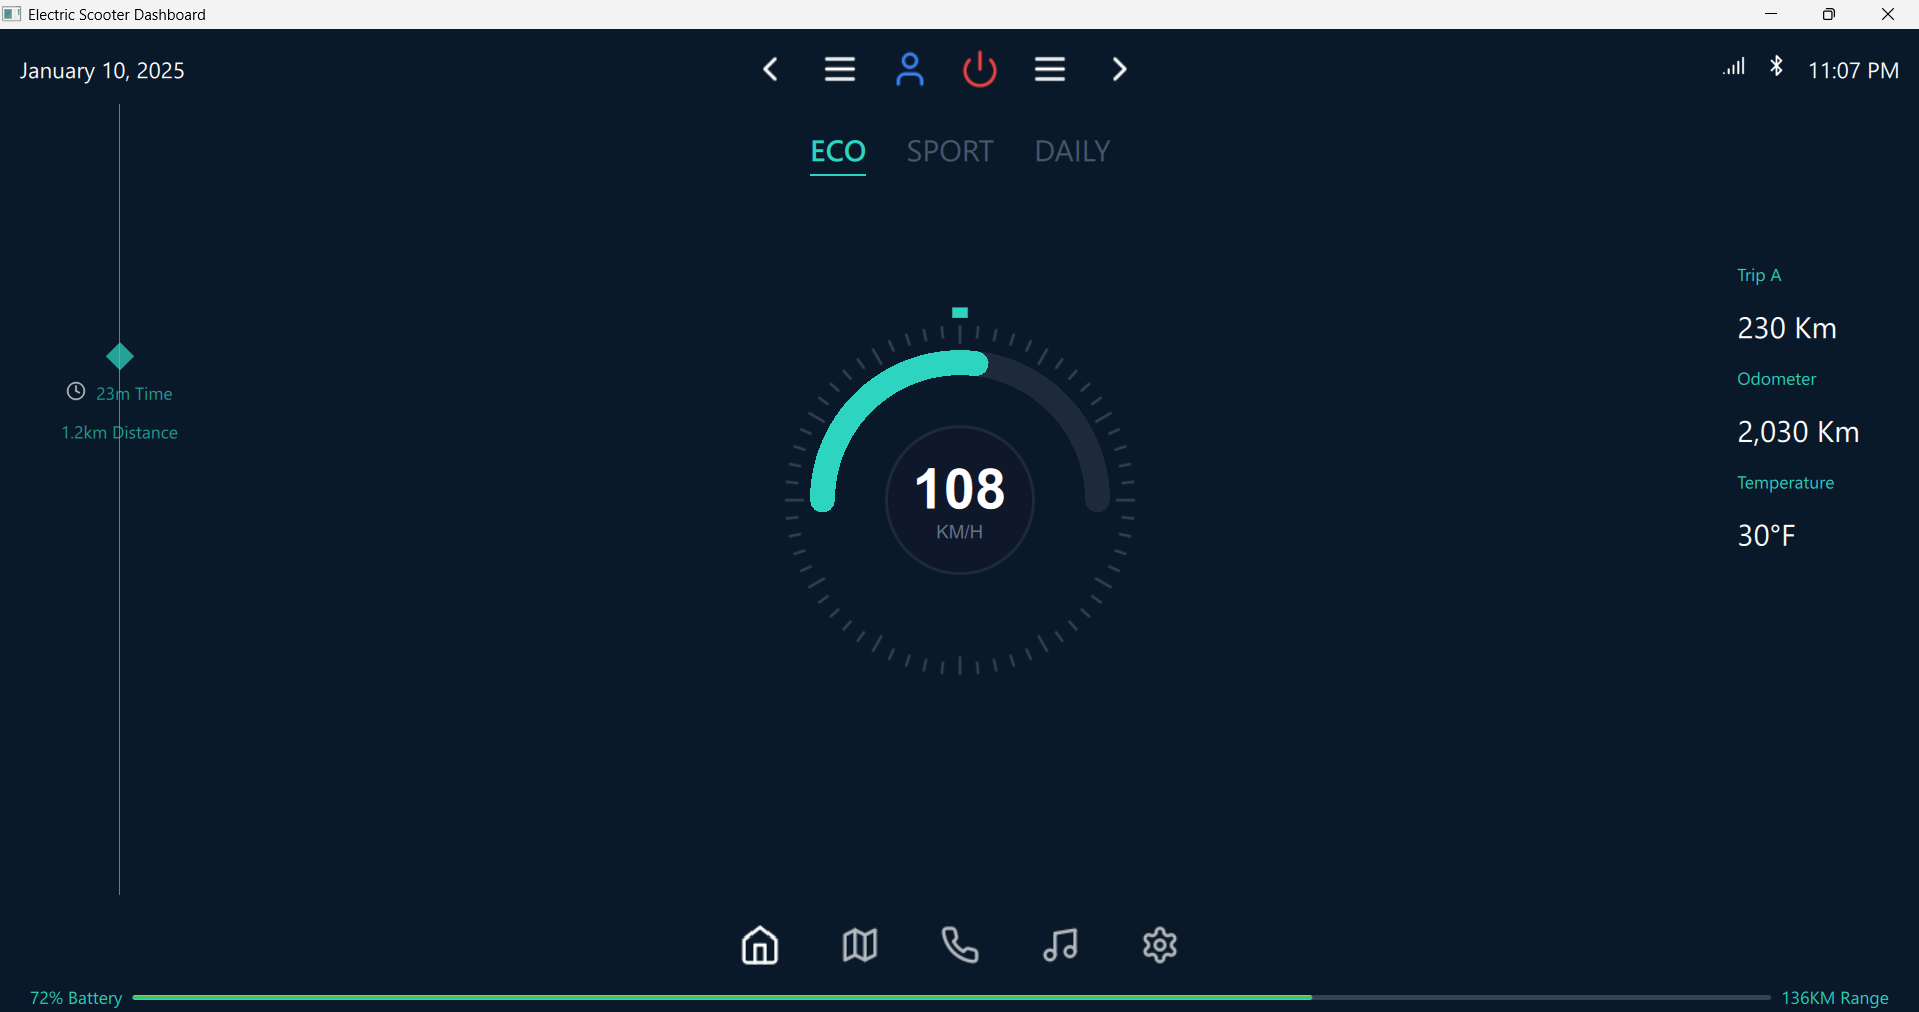 Electric Scooter Dashboard
January 10, 2025
11:07 PM
ECO SPORT DAILY
Trip A
230 Km
Odometer
2,030 Km
Temperature
30°F
23m Time
1.2km Distance
108
KM/H
72% Battery
136KM Range